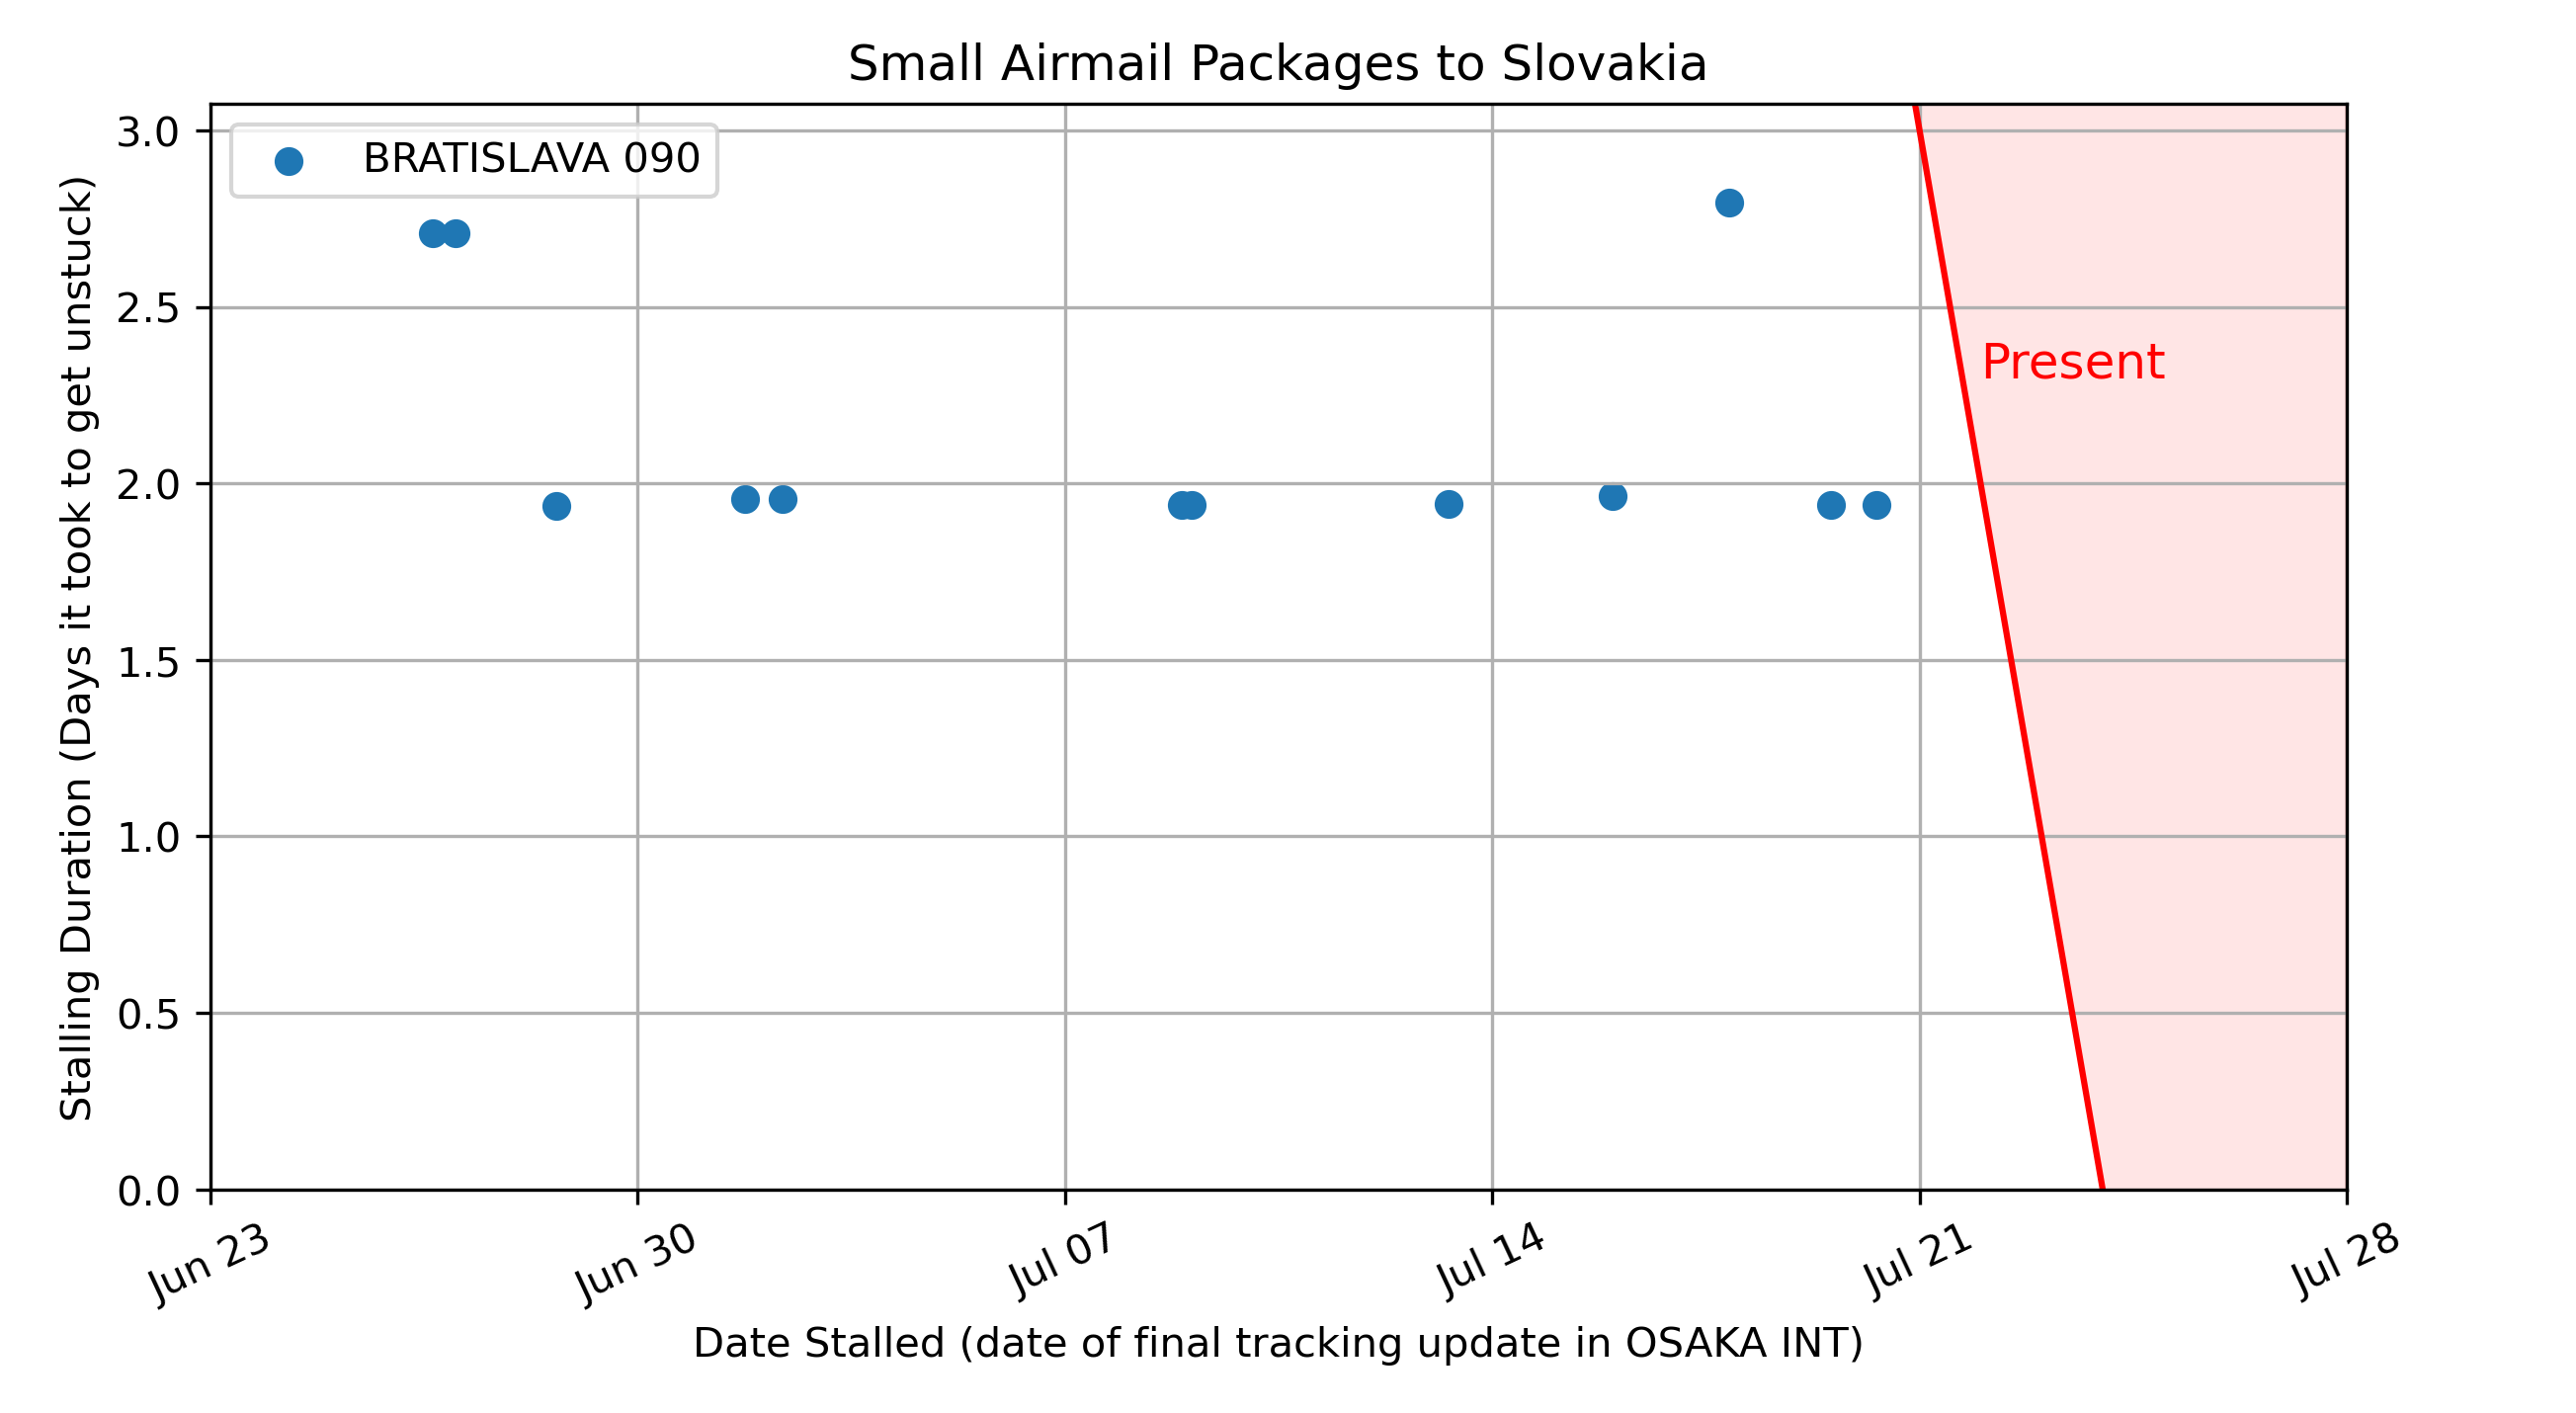 Small Airmail Packages to Slovakia
BRATISLAVA 090
Present
Stalling Duration (Days it took to get unstuck)
3.0
2.5
2.0
1.5
1.0
0.5
0.0
Jun 23
Jun 30
Jul 07
Jul 14
Jul 21
Jul 28
Date Stalled (date of final tracking update in OSAKA INT)